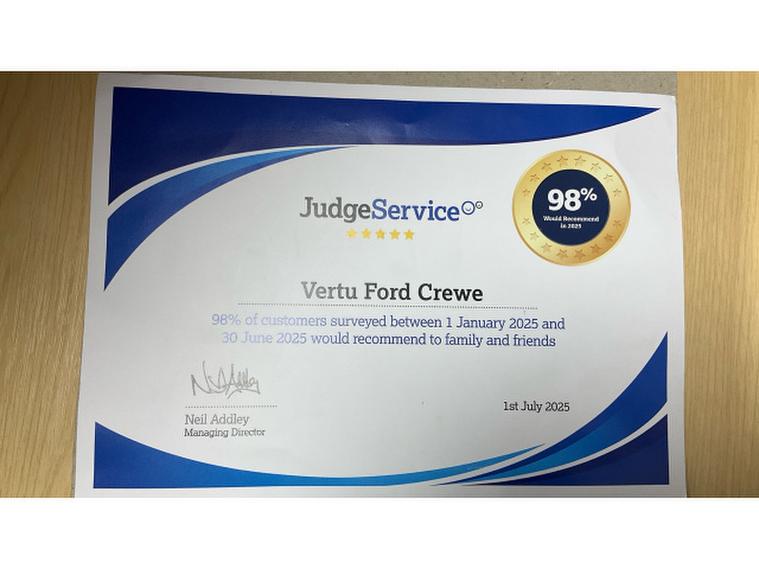 JudgeService
98%
Would Recommend
in 2025
Vertu Ford Crewe
98% of customers surveyed between 1 January 2025 and
30 June 2025 would recommend to family and friends
1st July 2025
Neil Addley
Managing Director